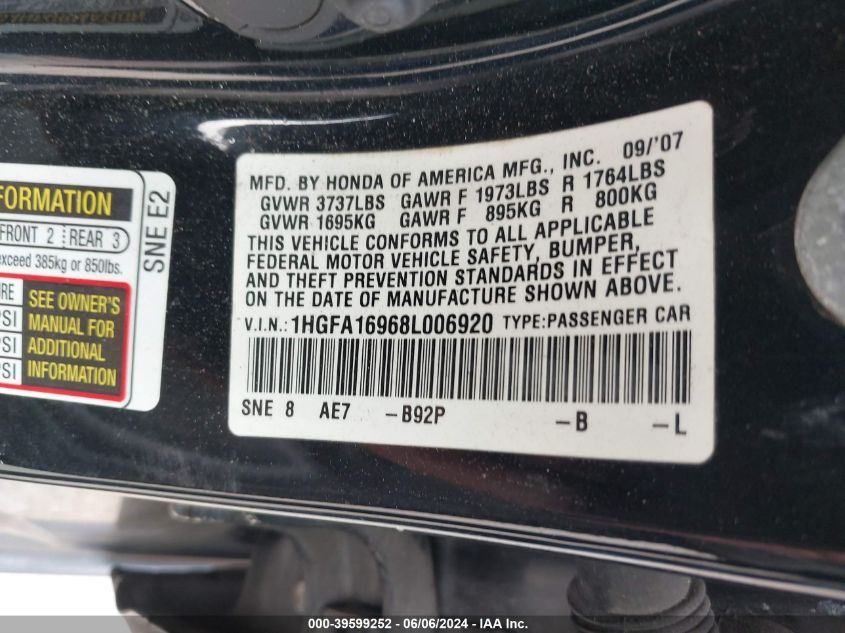 FORMATION
FRONT 2 REAR 3
exceed 385kg or 850lbs.
SEE OWNER'S
MANUAL FOR
ADDITIONAL
INFORMATION
PSI
PSI
PSI
SNE E2
MFD. BY HONDA OF AMERICA MFG., INC. 09/'07
GVWR 3737LBS GAWR F 1973LBS R 1764LBS
GVWR 1695KG GAWR F 895KG R 800KG
THIS VEHICLE CONFORMS TO ALL APPLICABLE
FEDERAL MOTOR VEHICLE SAFETY, BUMPER,
AND THEFT PREVENTION STANDARDS IN EFFECT
ON THE DATE OF MANUFACTURE SHOWN ABOVE.
V.I.N.: 1HGFA16968L006920 TYPE:PASSENGER CAR
SNE 8 AE7 -B92P -B -L
000-39599252 - 06/06/2024 - IAA Inc.